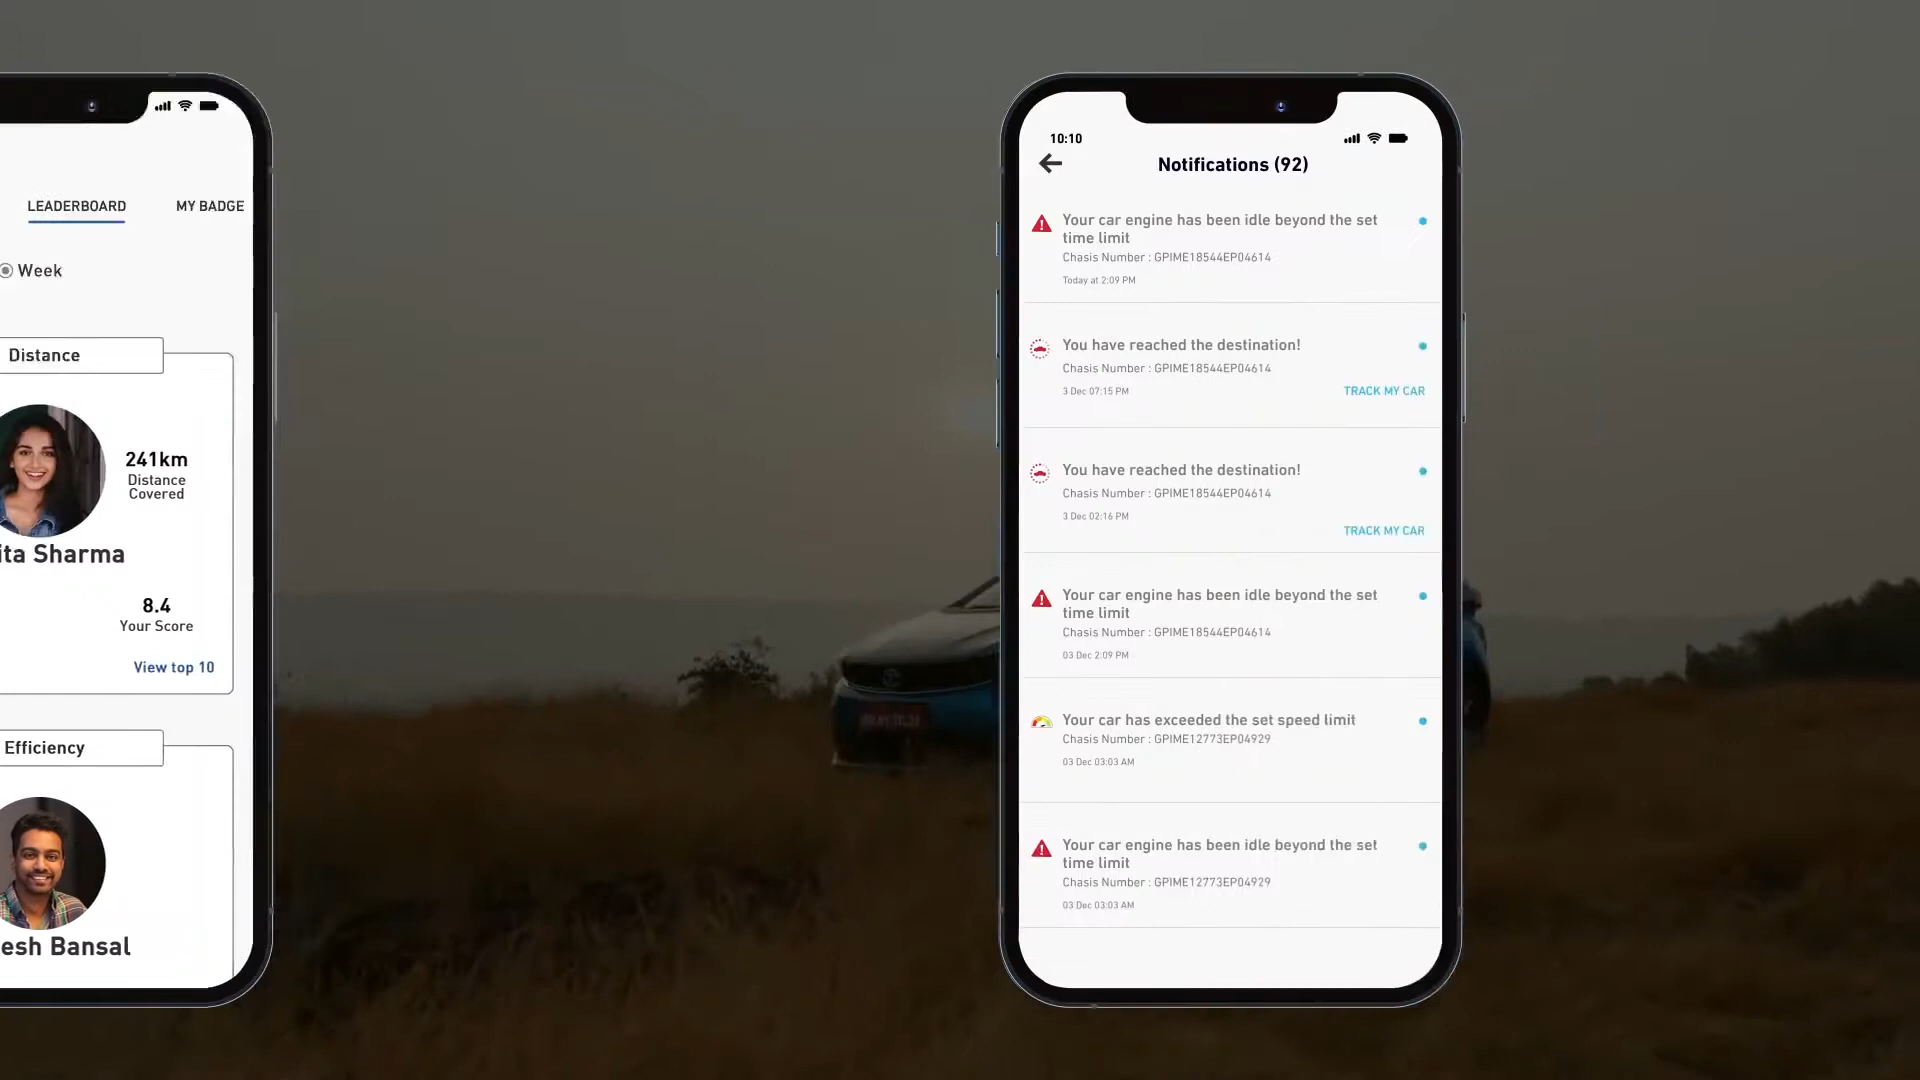 LEADERBOARD MY BADGE
Week
Distance
241km
Distance
Covered
ita Sharma
8.4
Your Score
View top 10
Efficiency
esh Bansal
10:10
Notifications (92)
Your car engine has been idle beyond the set
time limit
Chasis Number : GPIME18544EP04614
Today at 2:09 PM
You have reached the destination!
Chasis Number : GPIME18544EP04614
3 Dec 07:15 PM
TRACK MY CAR
You have reached the destination!
Chasis Number : GPIME18544EP04614
3 Dec 02:16 PM
TRACK MY CAR
Your car engine has been idle beyond the set
time limit
Chasis Number : GPIME18544EP04614
03 Dec 2:09 PM
Your car has exceeded the set speed limit
Chasis Number : GPIME12773EP04929
03 Dec 03:03 AM
Your car engine has been idle beyond the set
time limit
Chasis Number : GPIME12773EP04929
03 Dec 03:03 AM